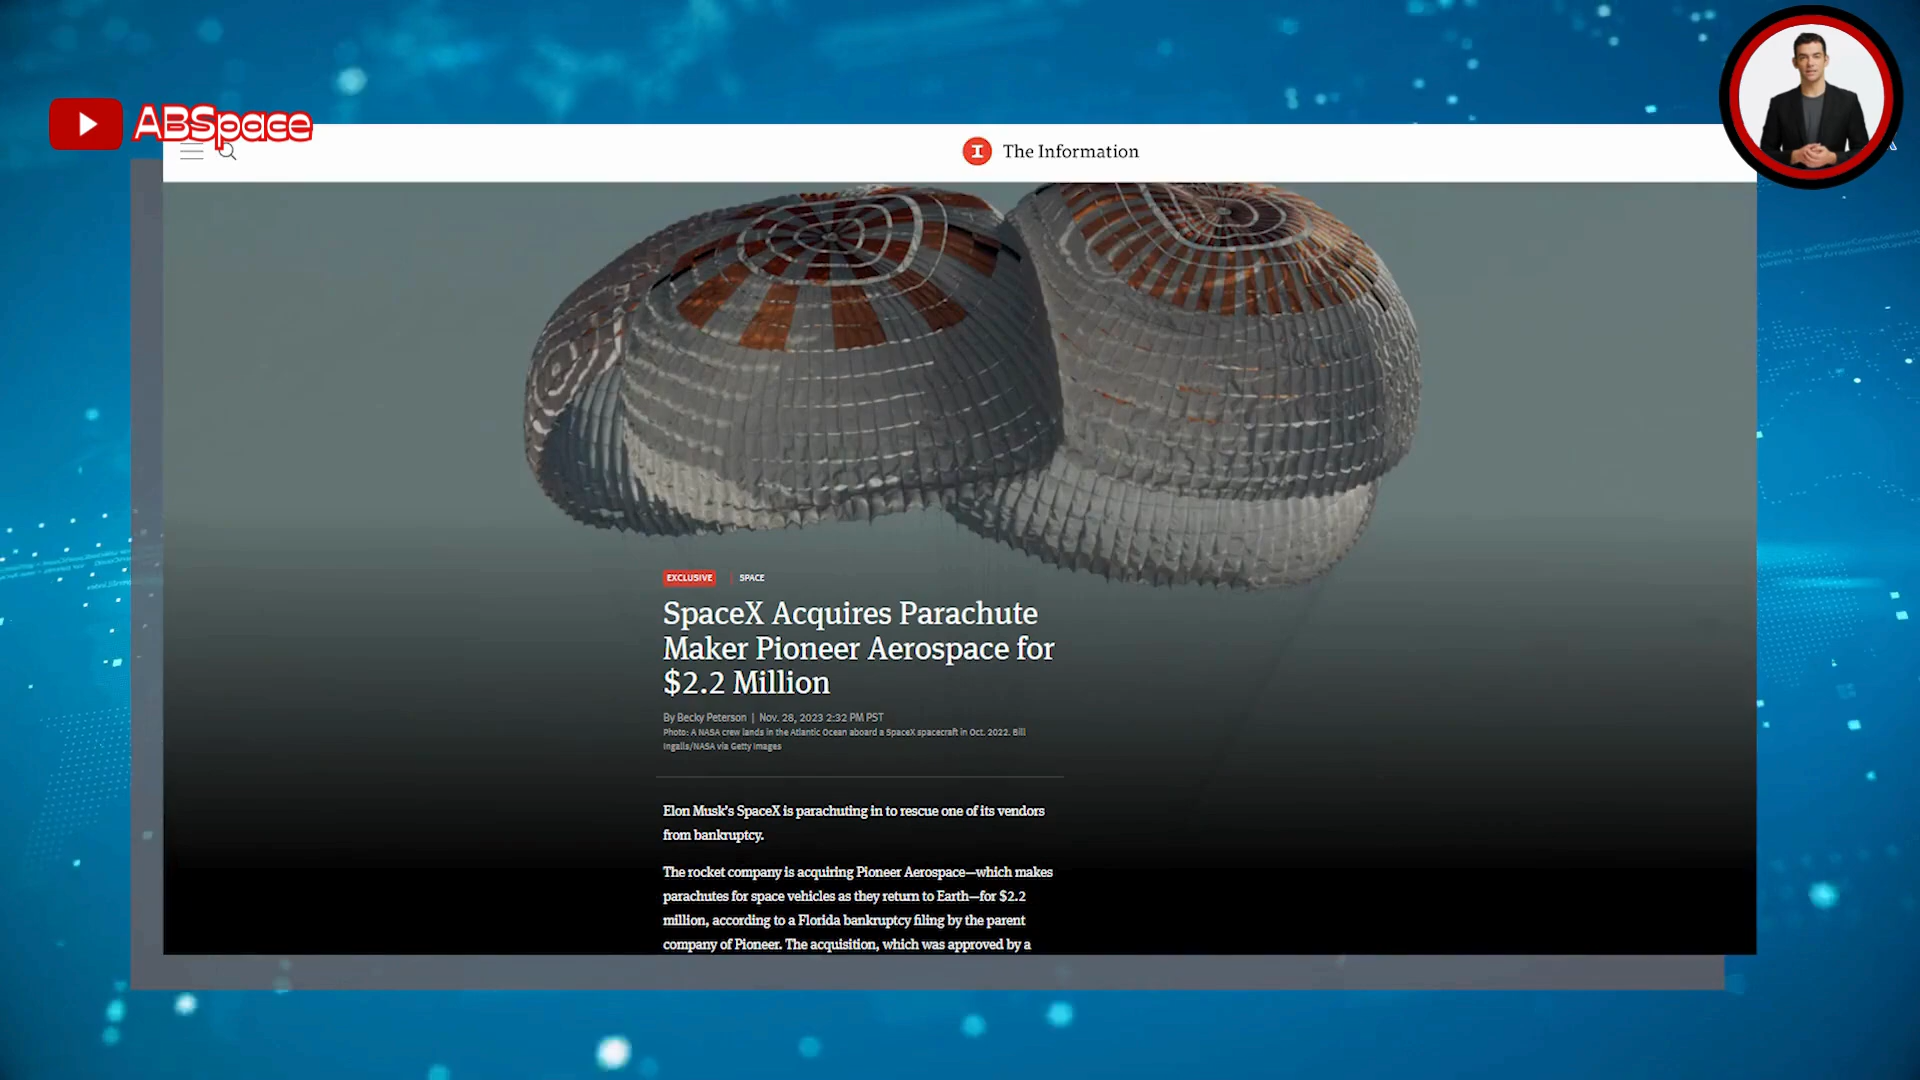 ABSpace
The Information
EXCLUSIVE
SPACE
SpaceX Acquires Parachute
Maker Pioneer Aerospace for
$2.2 Million
By Becky Peterson | Nov. 28, 2023 2:32 PM PST
Photo: A NASA crew lands in the Atlantic Ocean aboard a SpaceX spacecraft in Oct. 2022. Bill
Ingalls/NASA via Getty Images
Elon Musk's SpaceX is parachuting in to rescue one of its vendors
from bankruptcy.
The rocket company is acquiring Pioneer Aerospace—which makes
parachutes for space vehicles as they return to Earth—for $2.2
million, according to a Florida bankruptcy filing by the parent
company of Pioneer. The acquisition, which was approved by a